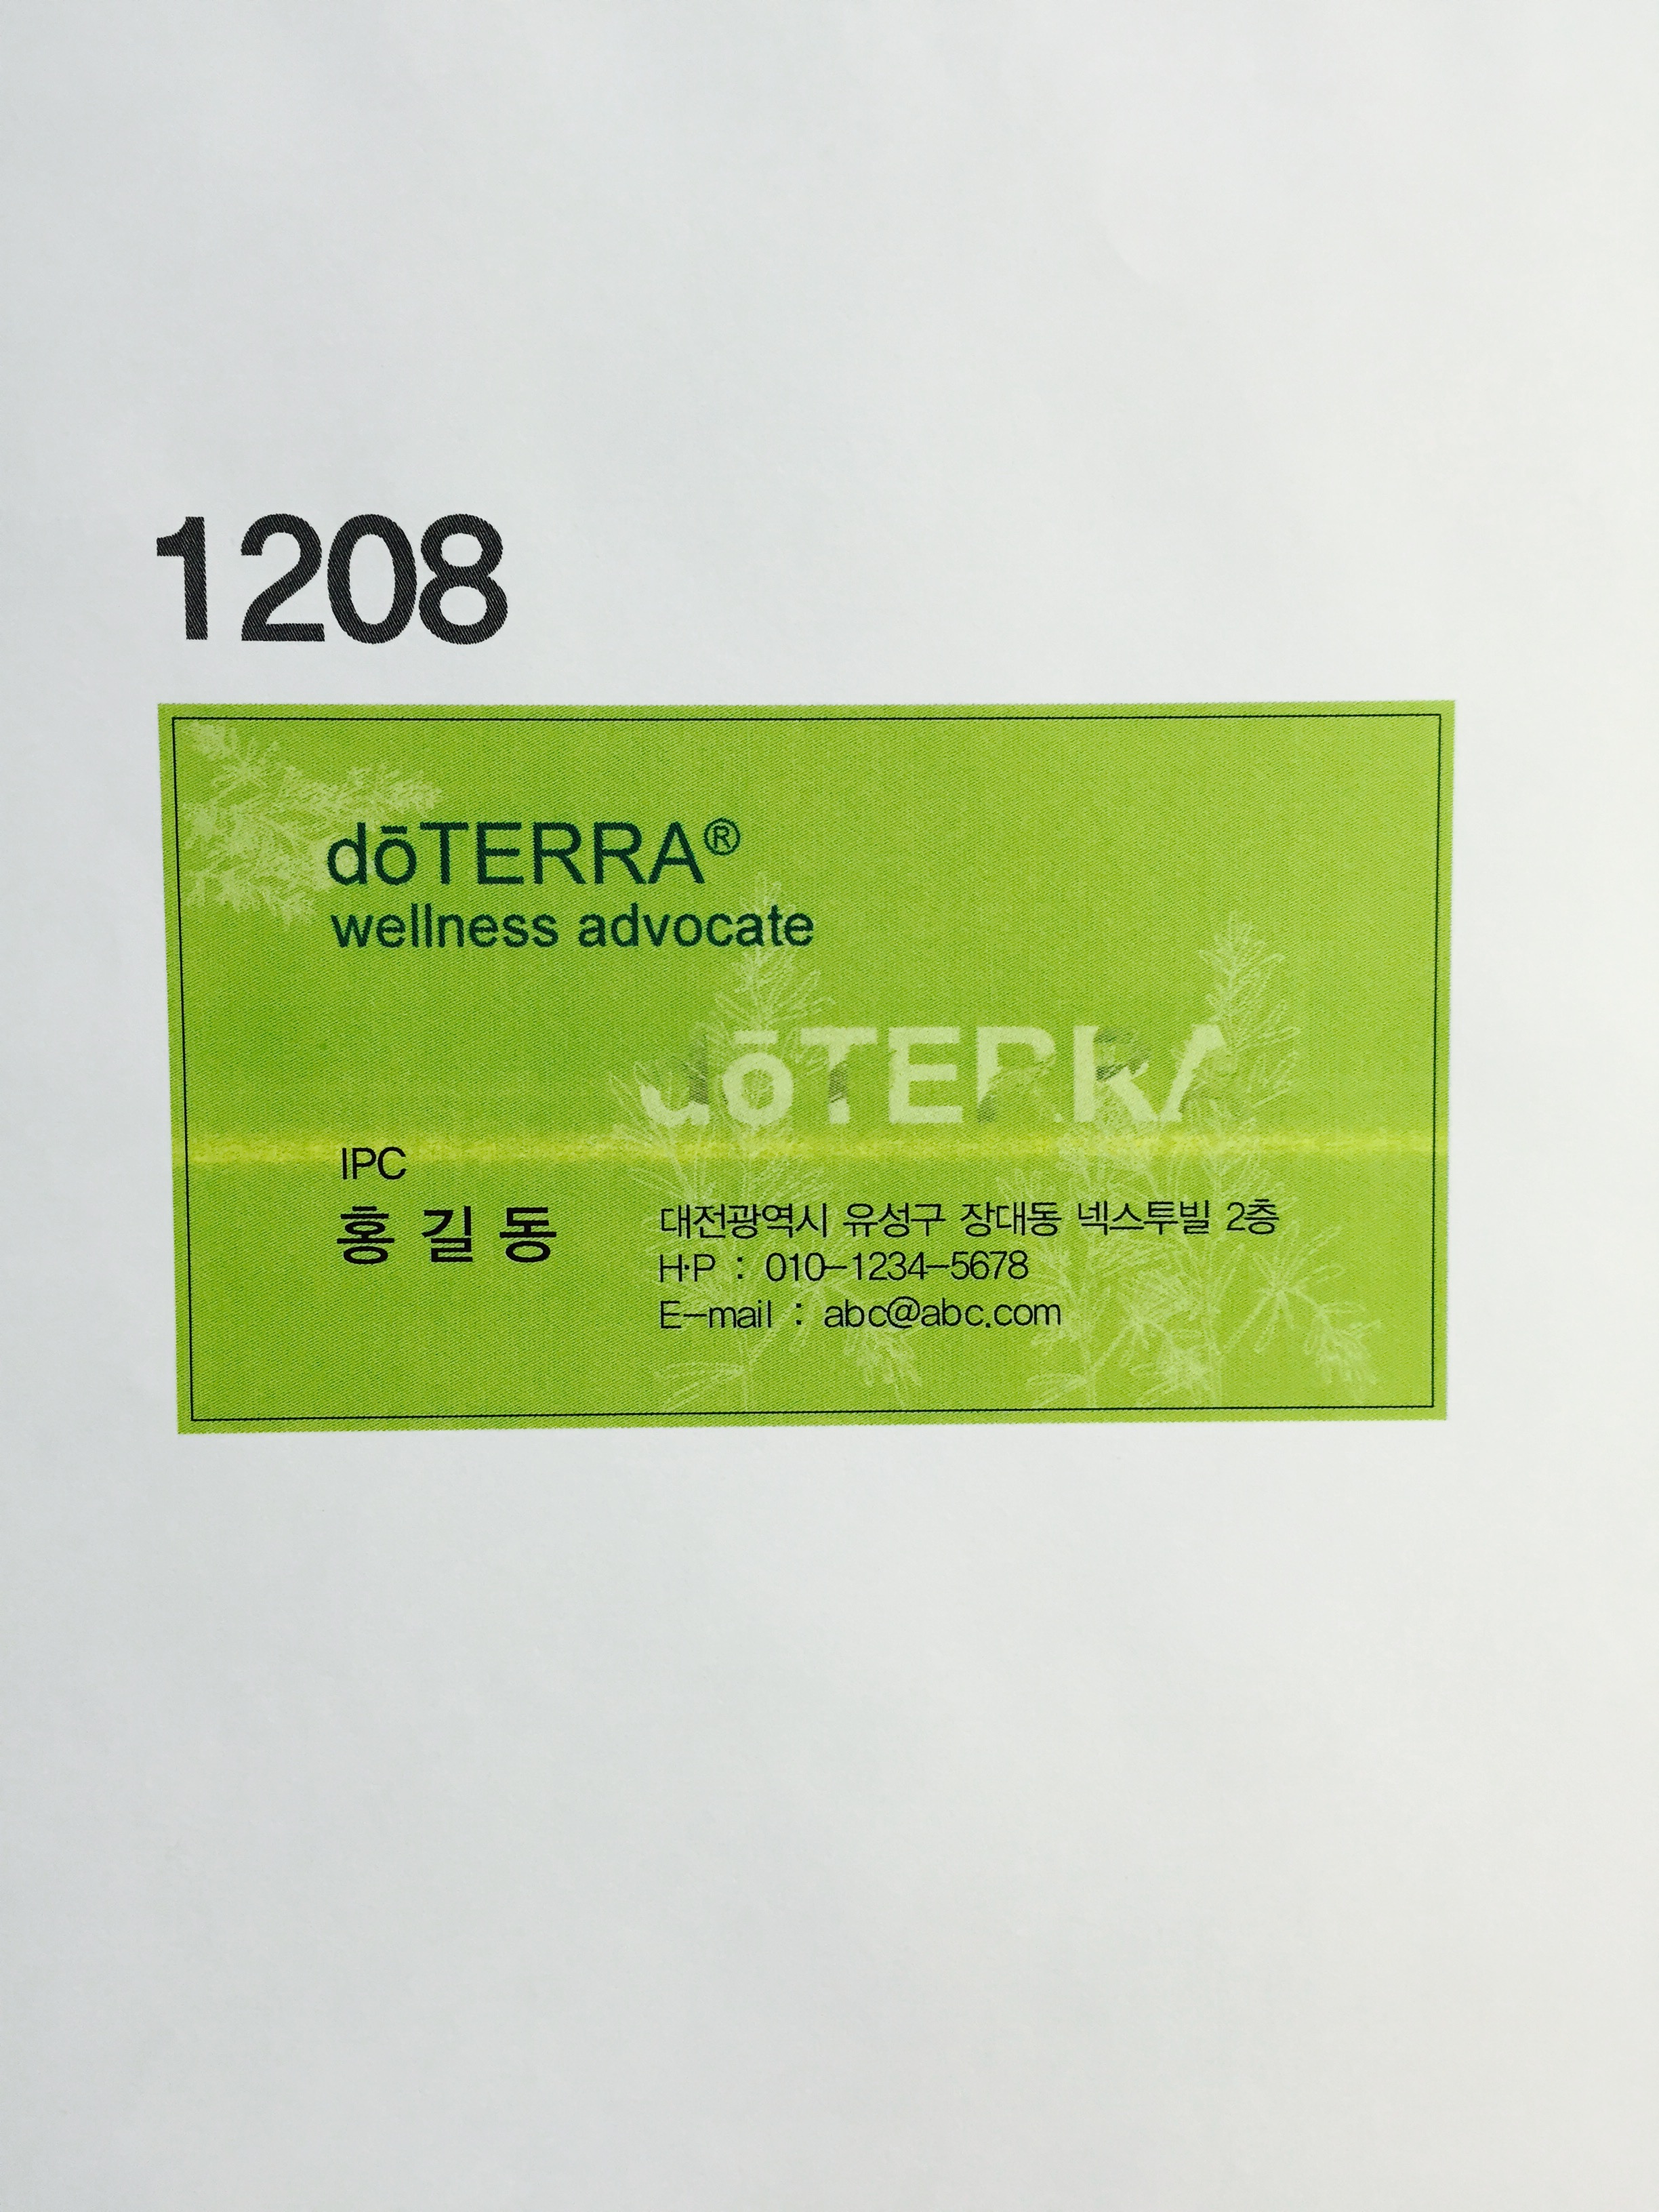 1208
dōTERRA®
wellness advocate
dōTERRA
IPC
홍 길 동
대전광역시 유성구 장대동 넥스투빌 2층
H·P : 010-1234-5678
E-mail : abc@abc.com